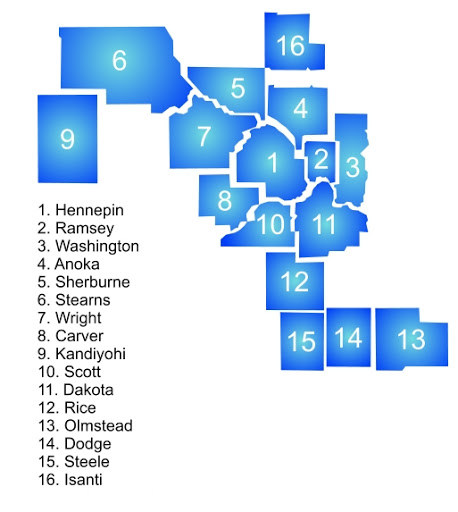 16
6
5
4
9
7
1
2
3
8
10
11
12
15
14
13
1. Hennepin
2. Ramsey
3. Washington
4. Anoka
5. Sherburne
6. Stearns
7. Wright
8. Carver
9. Kandiyohi
10. Scott
11. Dakota
12. Rice
13. Olmstead
14. Dodge
15. Steele
16. Isanti